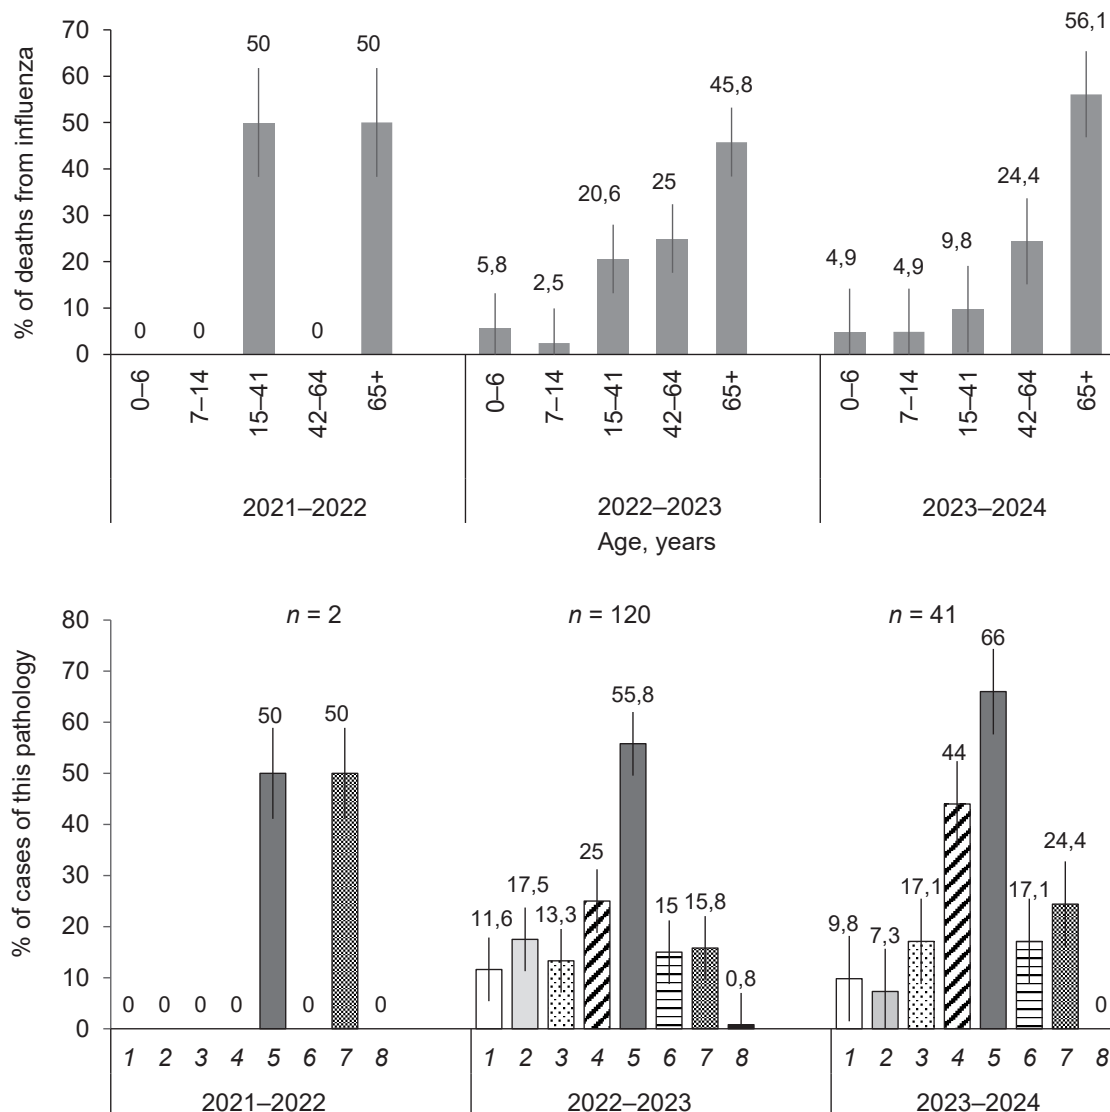 % of deaths from influenza
70
60
50
40
30
20
10
0
0 0 50 0 50
5,8 2,5 20,6 25 45,8
4,9 4,9 9,8 24,4 56,1
0–6 7–14 15–41 42–64 65+
0–6 7–14 15–41 42–64 65+
0–6 7–14 15–41 42–64 65+
2021–2022 2022–2023 2023–2024
Age, years
% of cases of this pathology
80
70
60
50
40
30
20
10
0
n = 2 n = 120 n = 41
0 0 0 0 50 0 50 0
11,6 17,5 13,3 25 55,8 15 15,8 0,8
9,8 7,3 17,1 44 66 17,1 24,4 0
1 2 3 4 5 6 7 8 1 2 3 4 5 6 7 8 1 2 3 4 5 6 7 8
2021–2022 2022–2023 2023–2024